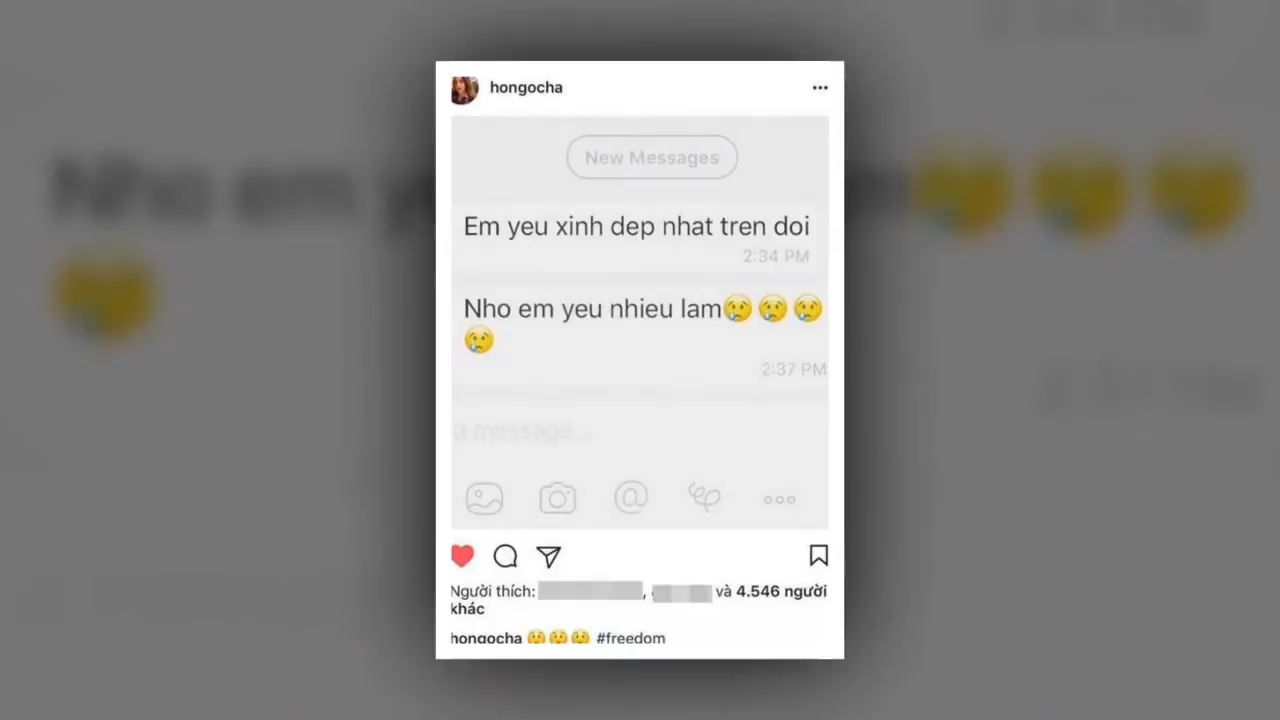 hongocha
New Messages
Em yeu xinh dep nhat tren doi
2:34 PM
Nho em yeu nhieu lam😢😢😢
😢
2:37 PM
message...
Người thích: , và 4.546 người
khác
hongocha 😢😢😢 #freedom